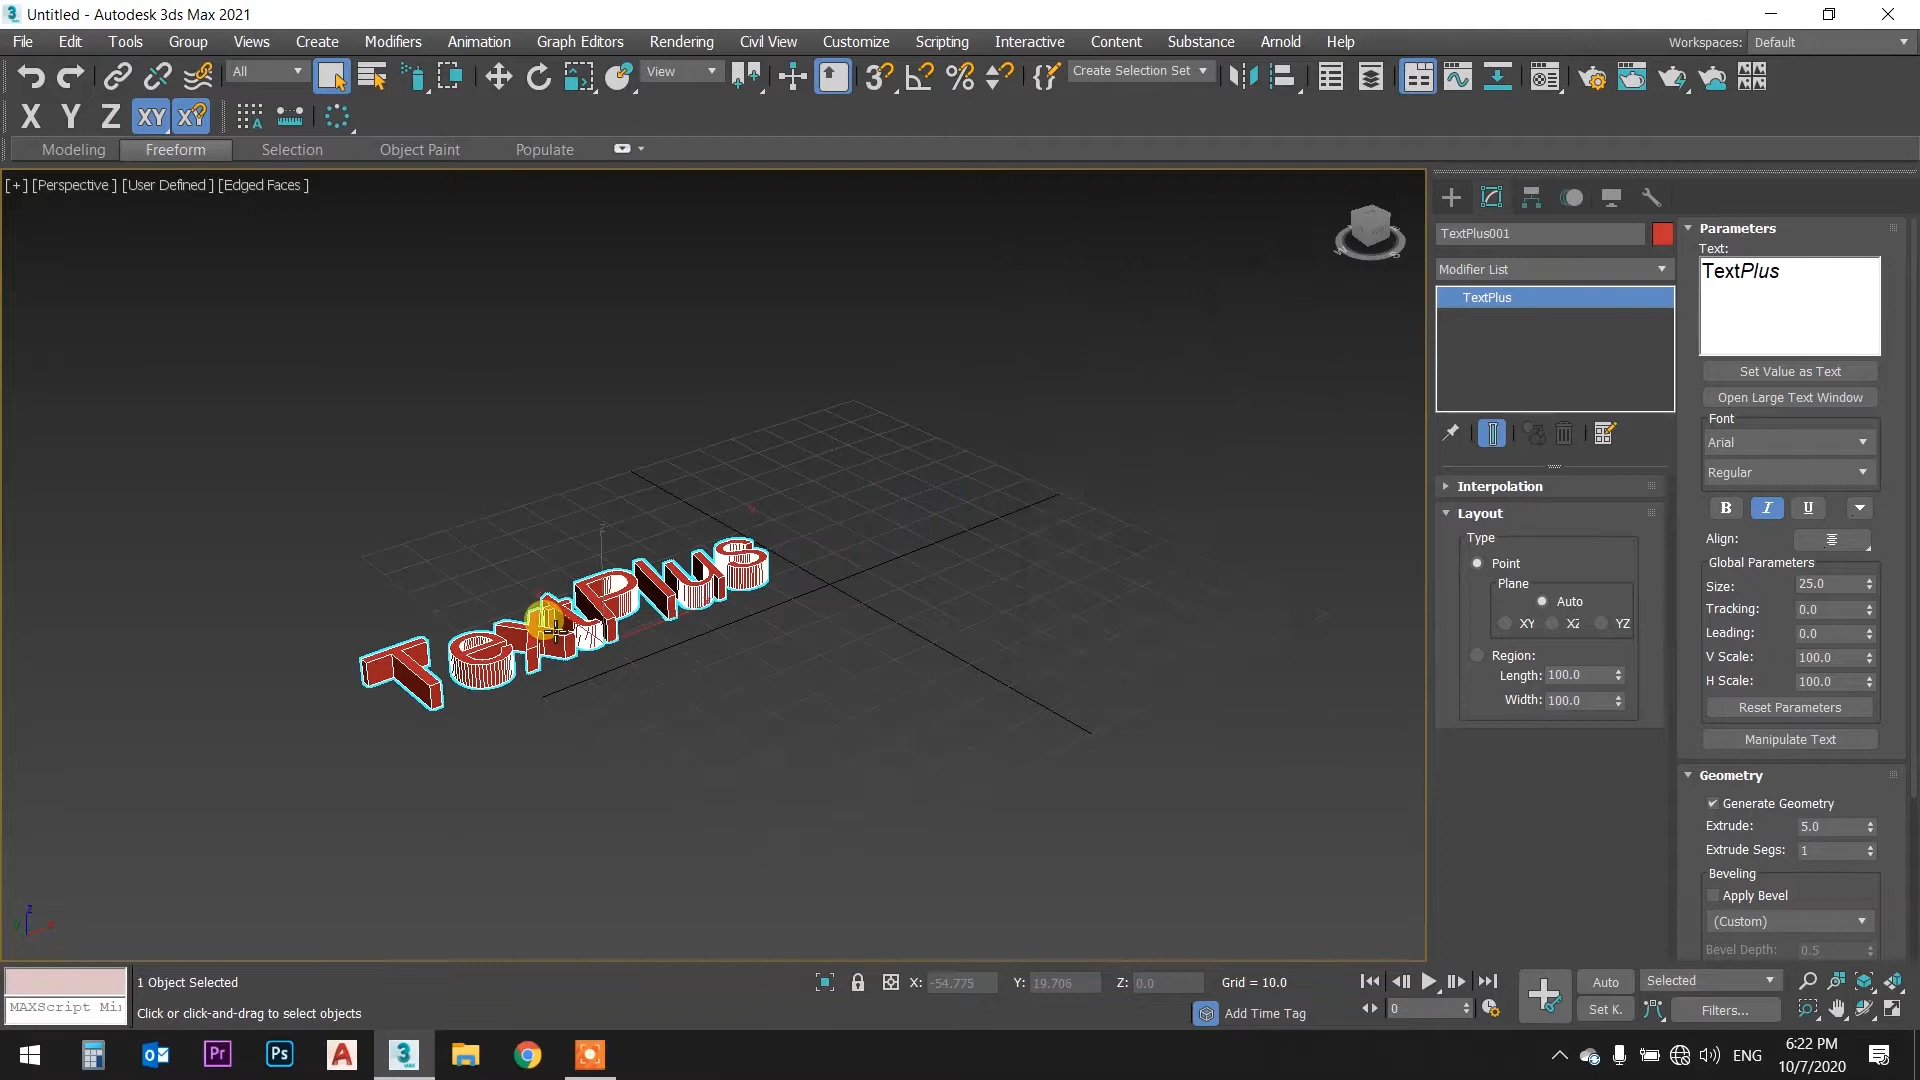 Untitled - Autodesk 3ds Max 2021
File Edit Tools Group Views Create Modifiers Animation Graph Editors Rendering Civil View Customize Scripting Interactive Content Substance Arnold Help
Workspaces: Default
All
View
Create Selection Set
X Y Z XY XY
Modeling Freeform Selection Object Paint Populate
[+] [Perspective ] [User Defined ] [Edged Faces ]
TextPlus
TextPlus001
Modifier List
TextPlus
Interpolation
Layout
Type
Point
Plane
Auto
XY XZ YZ
Region:
Length: 100.0
Width: 100.0
Parameters
Text:
TextPlus
Set Value as Text
Open Large Text Window
Font
Arial
Regular
B I U
Align:
Global Parameters
Size: 25.0
Tracking: 0.0
Leading: 0.0
V Scale: 100.0
H Scale: 100.0
Reset Parameters
Manipulate Text
Geometry
Generate Geometry
Extrude: 5.0
Extrude Segs: 1
Beveling
Apply Bevel
(Custom)
Bevel Depth: 0.5
1 Object Selected
MAXScript Mi
Click or click-and-drag to select objects
X: -54.775 Y: 19.706 Z: 0.0 Grid = 10.0
Add Time Tag
0
Auto Selected
Set K. Filters...
ENG
6:22 PM
10/7/2020